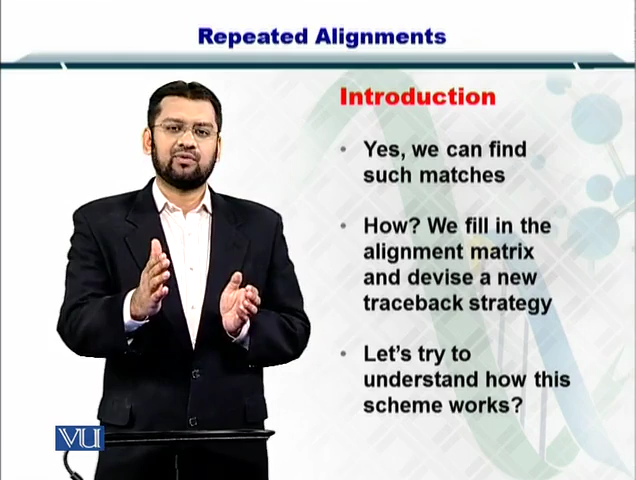 Repeated Alignments
Introduction
• Yes, we can find
such matches
• How? We fill in the
alignment matrix
and devise a new
traceback strategy
• Let's try to
understand how this
scheme works?
VU